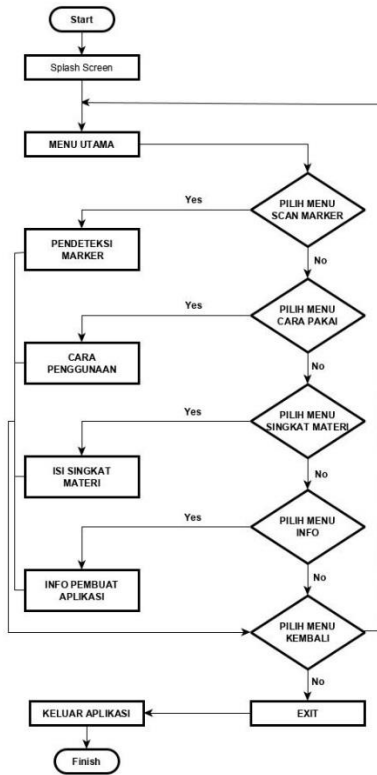 Start
Splash Screen
MENU UTAMA
PILIH MENU
SCAN MARKER
Yes
No
PENDETEKSI
MARKER
PILIH MENU
CARA PAKAI
Yes
No
CARA
PENGGUNAAN
PILIH MENU
SINGKAT MATERI
Yes
No
ISI SINGKAT
MATERI
PILIH MENU
INFO
Yes
No
INFO PEMBUAT
APLIKASI
PILIH MENU
KEMBALI
No
KELUAR APLIKASI
EXIT
Finish